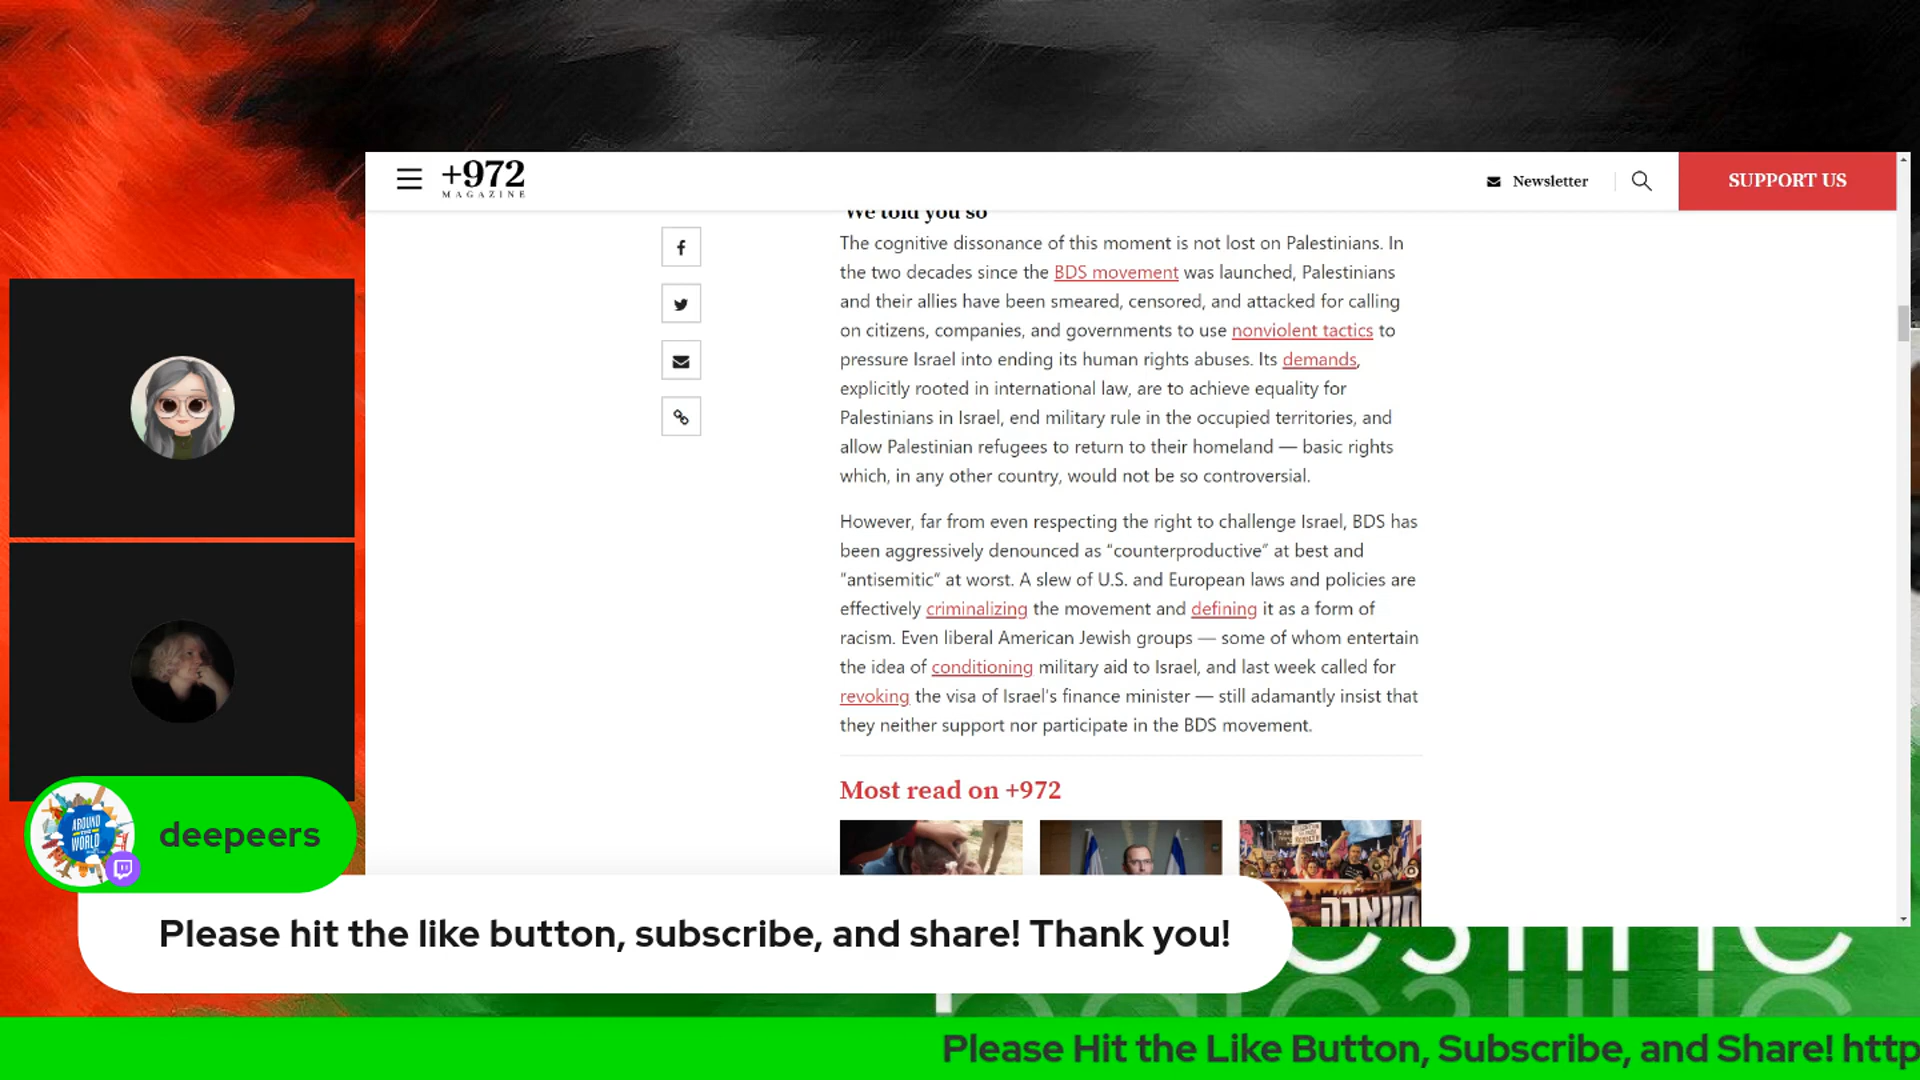 +972
MAGAZINE
Newsletter
SUPPORT US
'We told you so'
The cognitive dissonance of this moment is not lost on Palestinians. In
the two decades since the BDS movement was launched, Palestinians
and their allies have been smeared, censored, and attacked for calling
on citizens, companies, and governments to use nonviolent tactics to
pressure Israel into ending its human rights abuses. Its demands,
explicitly rooted in international law, are to achieve equality for
Palestinians in Israel, end military rule in the occupied territories, and
allow Palestinian refugees to return to their homeland — basic rights
which, in any other country, would not be so controversial.
However, far from even respecting the right to challenge Israel, BDS has
been aggressively denounced as “counterproductive” at best and
“antisemitic” at worst. A slew of U.S. and European laws and policies are
effectively criminalizing the movement and defining it as a form of
racism. Even liberal American Jewish groups — some of whom entertain
the idea of conditioning military aid to Israel, and last week called for
revoking the visa of Israel's finance minister — still adamantly insist that
they neither support nor participate in the BDS movement.
Most read on +972
AROUND THE WORLD
deepeers
Please hit the like button, subscribe, and share! Thank you!
Please Hit the Like Button, Subscribe, and Share! http